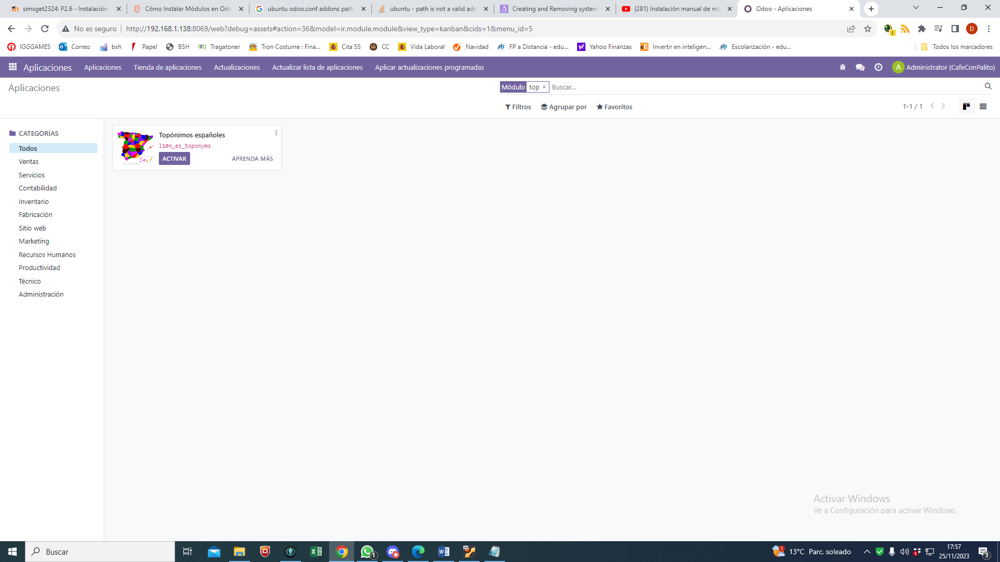 simsget2324: P2.6 - Instalación
Cómo Instalar Módulos en Odo
ubuntu odoo.conf addons path
ubuntu - path is not a valid add
Creating and Removing system
(281) Instalación manual de mó
Odoo - Aplicaciones
No es seguro
http://192.168.1.138:8069/web?debug=assets#action=36&model=ir.module.module&view_type=kanban&cids=1&menu_id=5
D
IGGGAMES
Correo
bsh
Papel
BSH
Tragatoner
Tron Costume : Fina...
Cita SS
CC
Vida Laboral
Navidad
FP a Distancia - edu...
Yahoo Finanzas
Invertir en inteligen...
Escolarización - edu...
Todos los marcadores
Aplicaciones
Aplicaciones
Tienda de aplicaciones
Actualizaciones
Actualizar lista de aplicaciones
Aplicar actualizaciones programadas
A
Administrator (CafeConPalito)
Aplicaciones
Módulo top × Buscar...
Filtros
Agrupar por
Favoritos
1-1 / 1
CATEGORÍAS
Todos
Ventas
Servicios
Contabilidad
Inventario
Fabricación
Sitio web
Marketing
Recursos Humanos
Productividad
Técnico
Administración
Topónimos españoles
l10n_es_toponyms
ACTIVAR
APRENDA MÁS
Activar Windows
Ve a Configuración para activar Windows.
Buscar
1
64
1
13°C Parc. soleado
1
17:57
25/11/2023
3